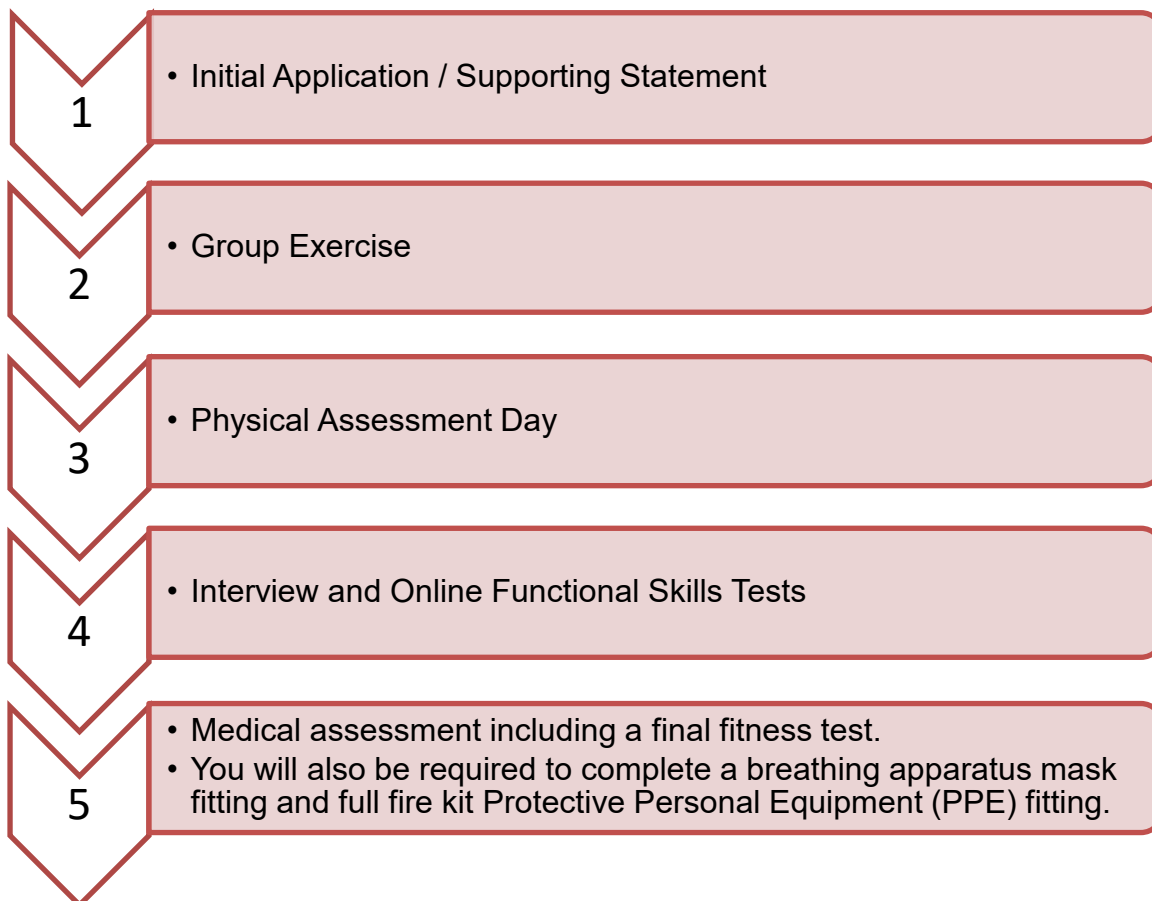 1
• Initial Application / Supporting Statement
2
• Group Exercise
3
• Physical Assessment Day
4
• Interview and Online Functional Skills Tests
5
• Medical assessment including a final fitness test.
• You will also be required to complete a breathing apparatus mask
fitting and full fire kit Protective Personal Equipment (PPE) fitting.